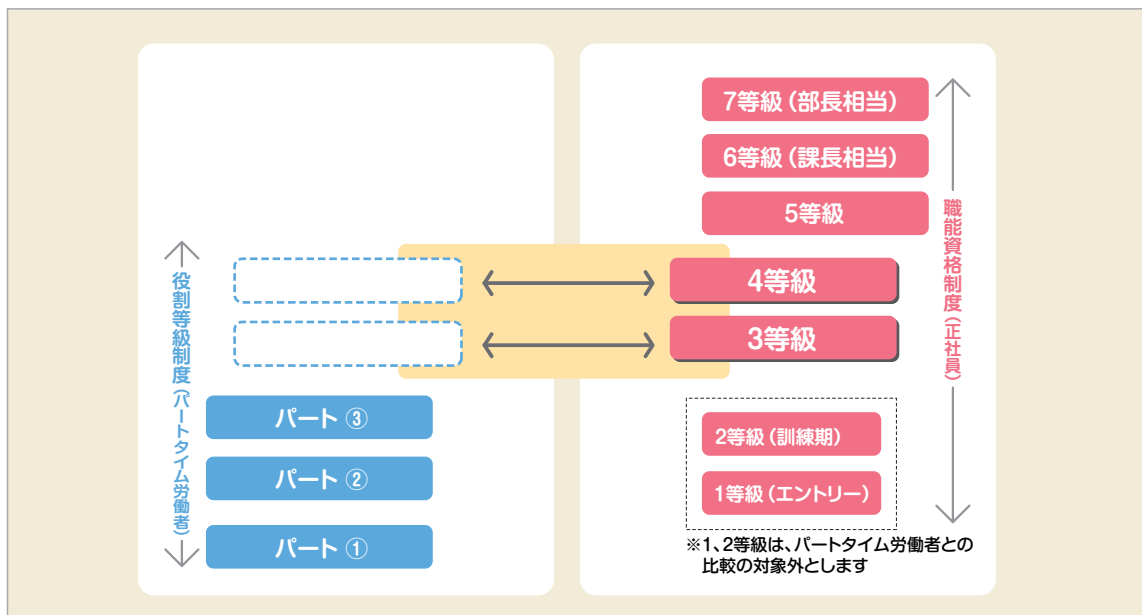 役割等級制度（パートタイム労働者）
パート ③
パート ②
パート ①
7等級（部長相当）
6等級（課長相当）
5等級
4等級
3等級
2等級（訓練期）
1等級（エントリー）
※1、2等級は、パートタイム労働者との
比較の対象外とします
職能資格制度（正社員）